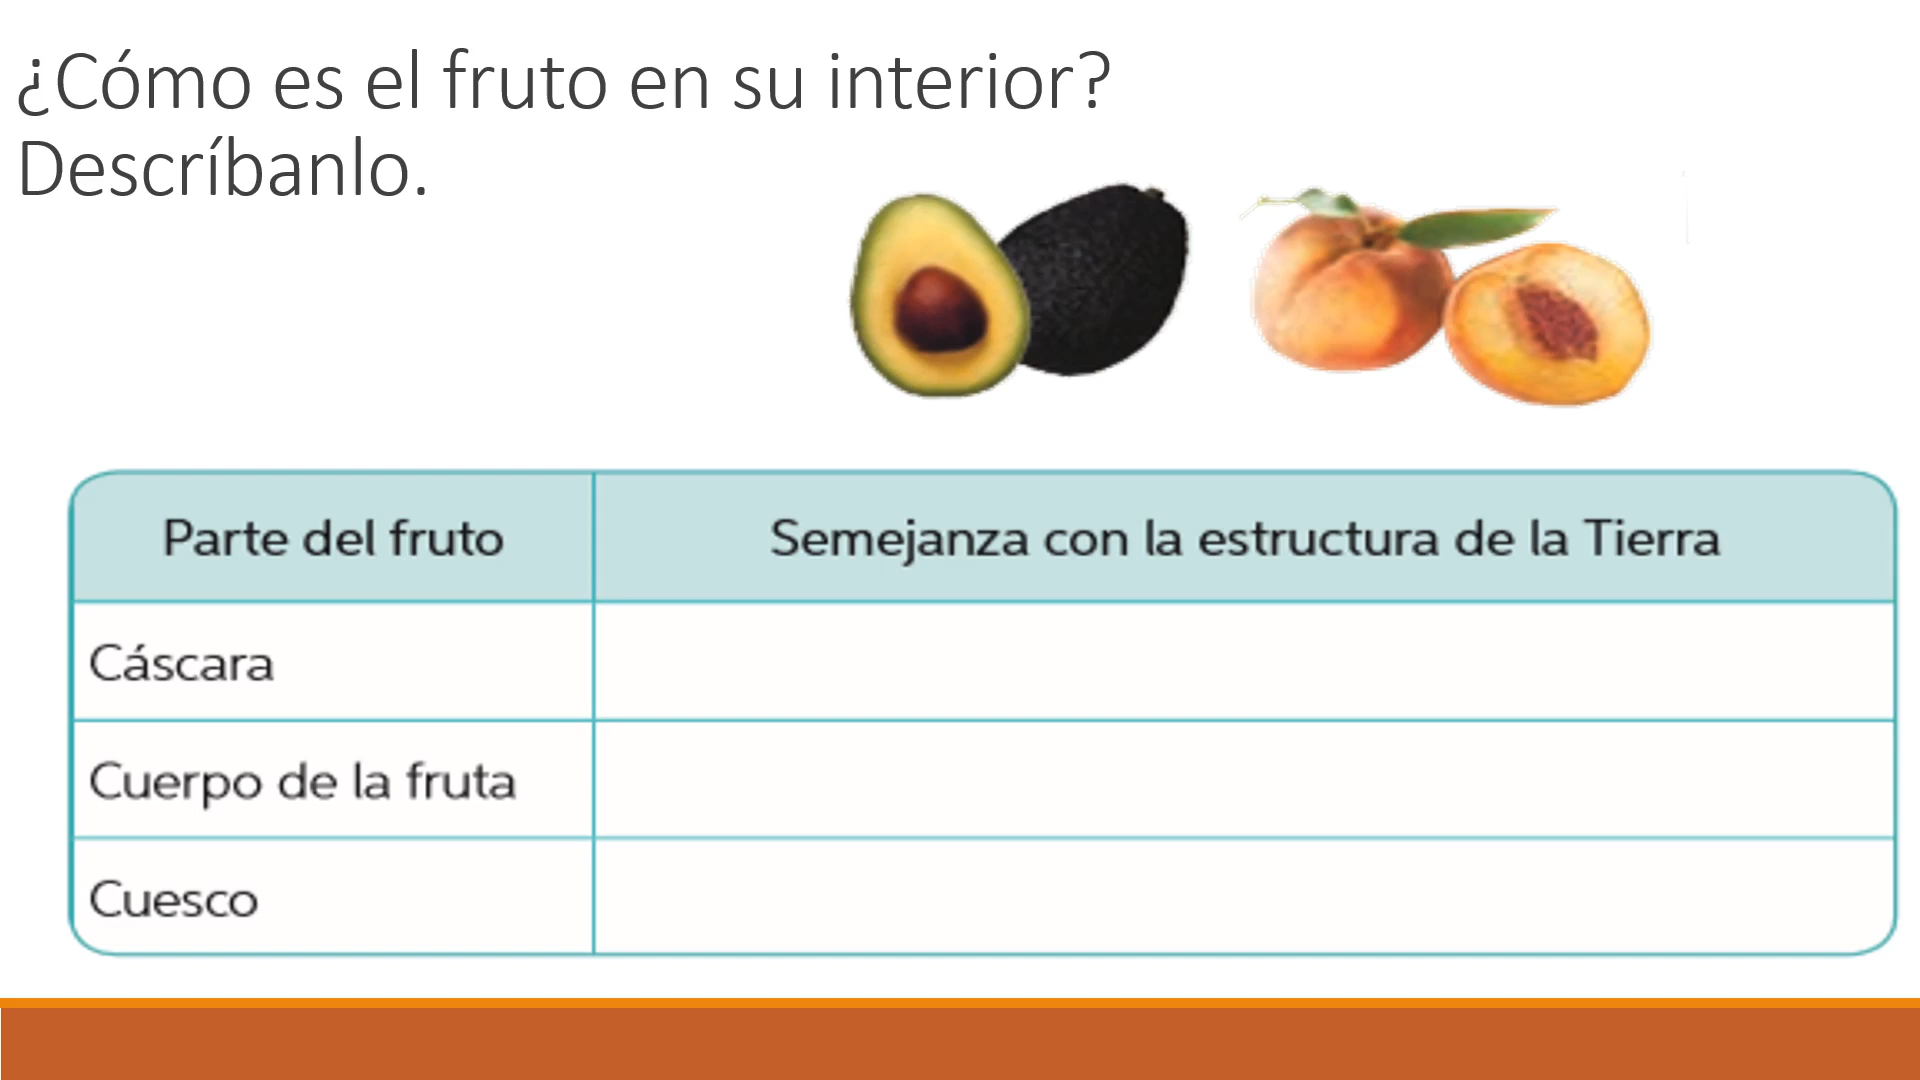 ¿Cómo es el fruto en su interior?
Descríbanlo.
Parte del fruto
Semejanza con la estructura de la Tierra
Cáscara
Cuerpo de la fruta
Cuesco